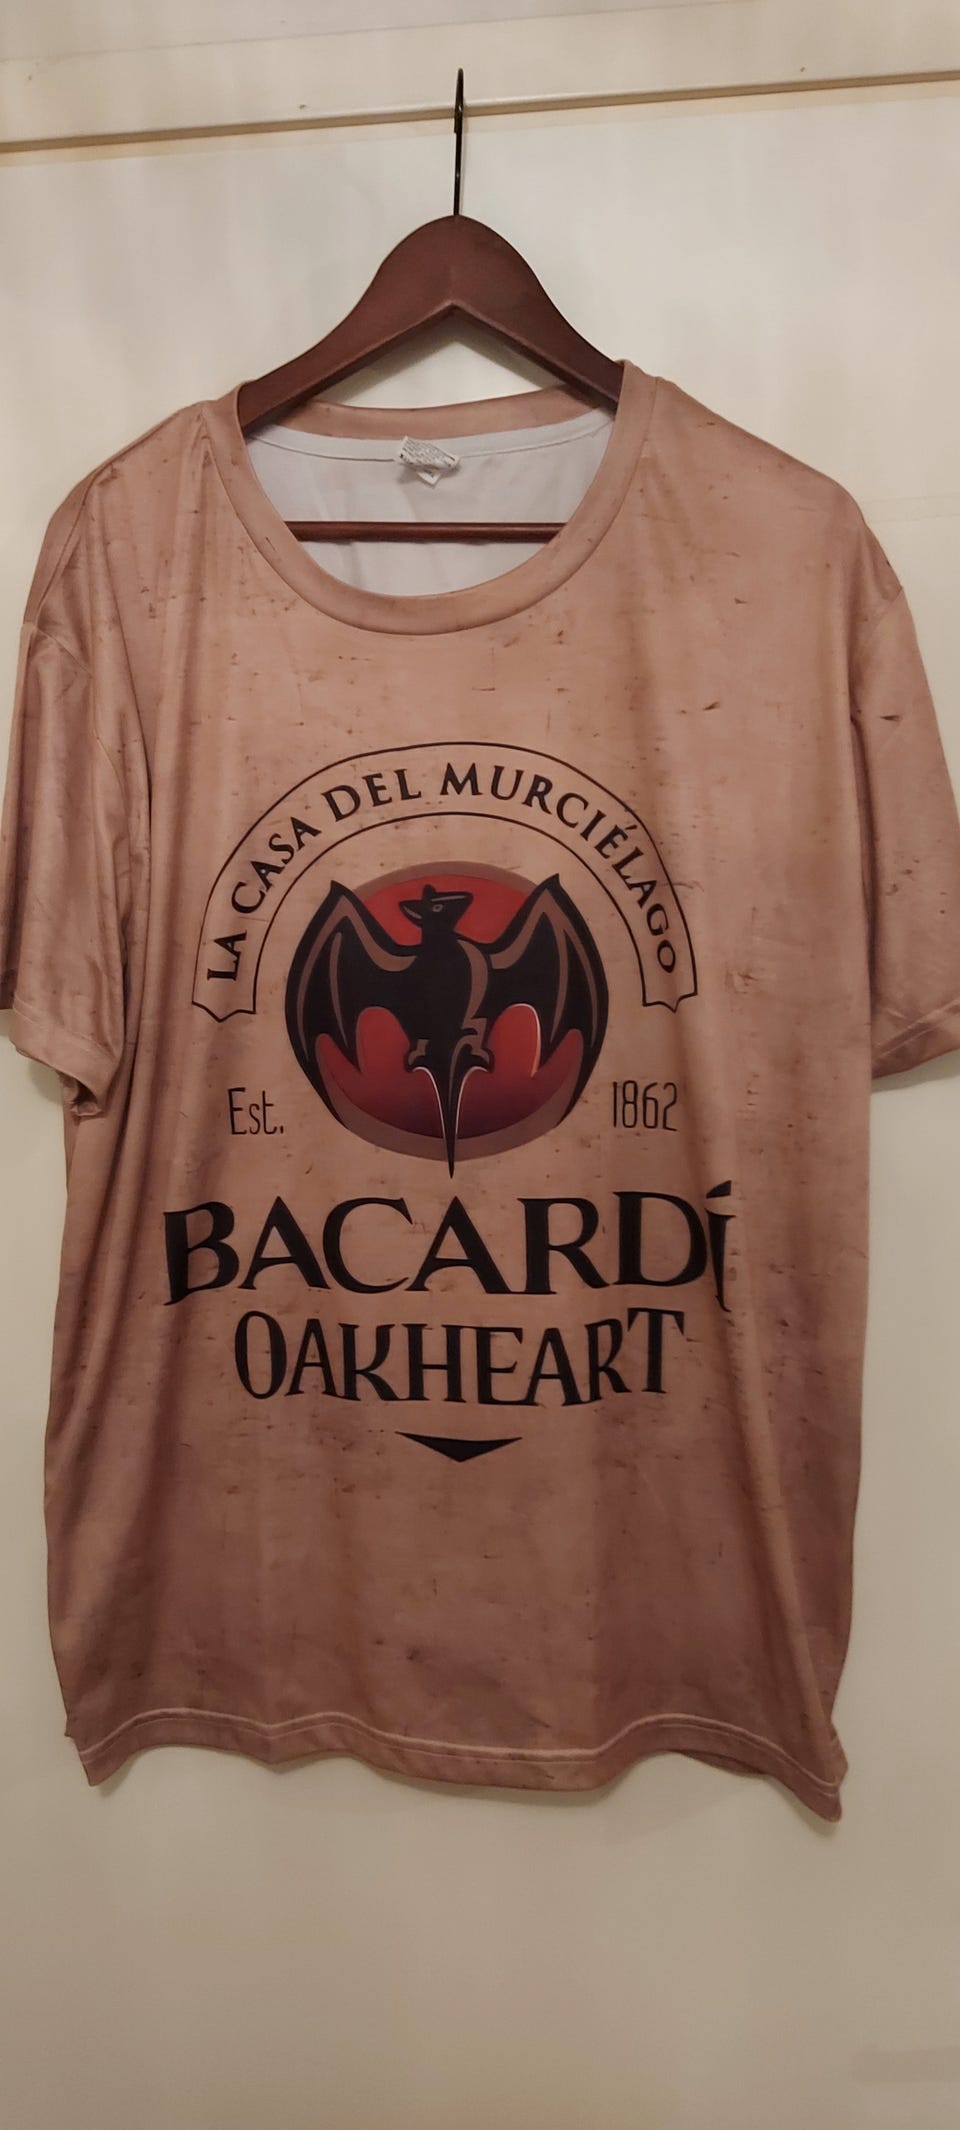 LA CASA DEL MURCIÉLAGO
Est. 1862
BACARDÍ
OAKHEART